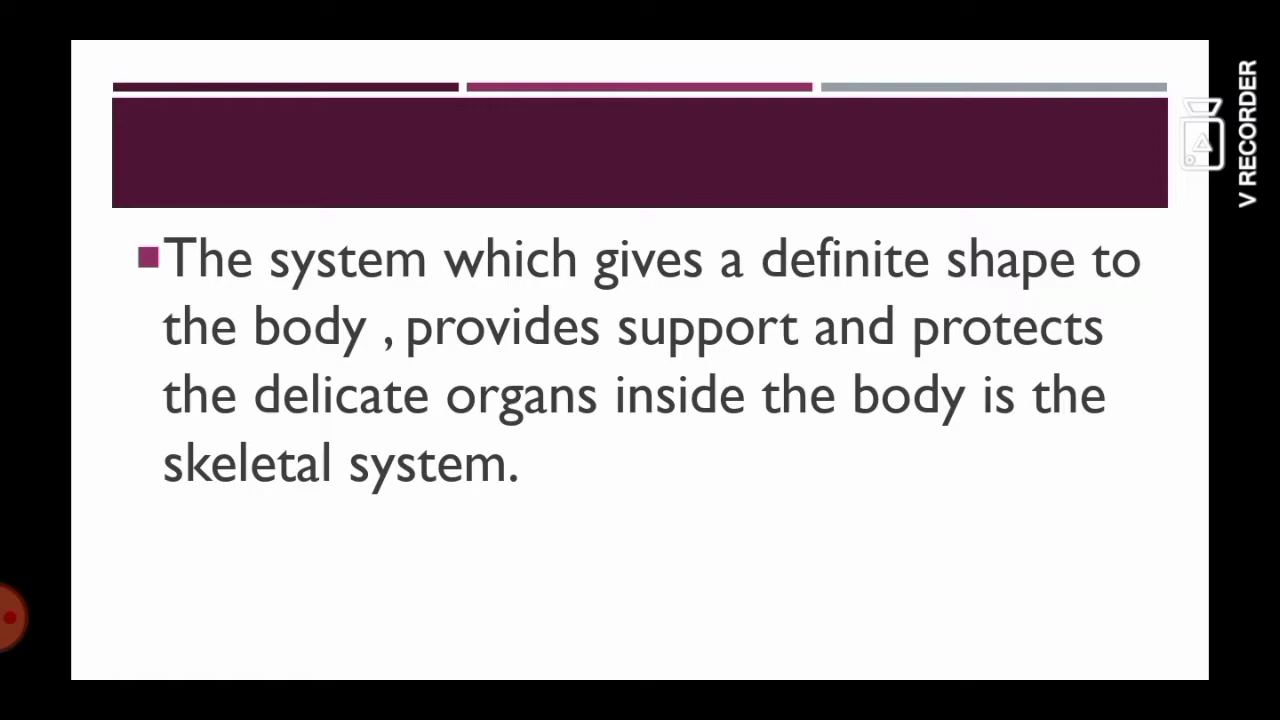 The system which gives a definite shape to
the body , provides support and protects
the delicate organs inside the body is the
skeletal system.
V RECORDER